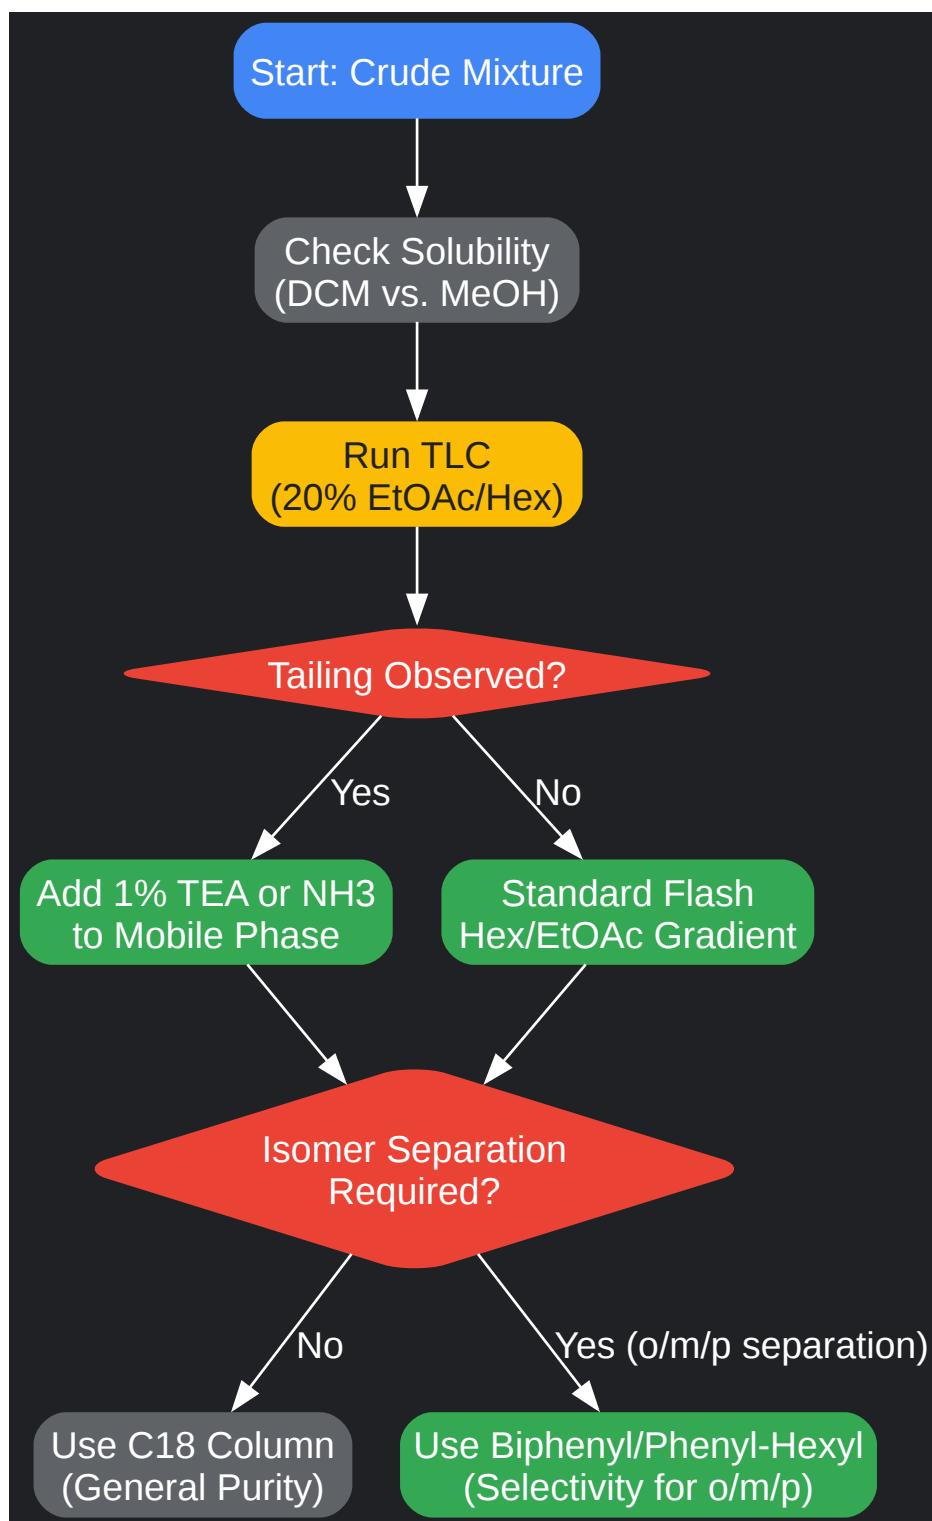 Start: Crude Mixture
Check Solubility
(DCM vs. MeOH)
Run TLC
(20% EtOAc/Hex)
Tailing Observed?
Yes
No
Add 1% TEA or NH3
to Mobile Phase
Standard Flash
Hex/EtOAc Gradient
Isomer Separation
Required?
No
Yes (o/m/p separation)
Use C18 Column
(General Purity)
Use Biphenyl/Phenyl-Hexyl
(Selectivity for o/m/p)